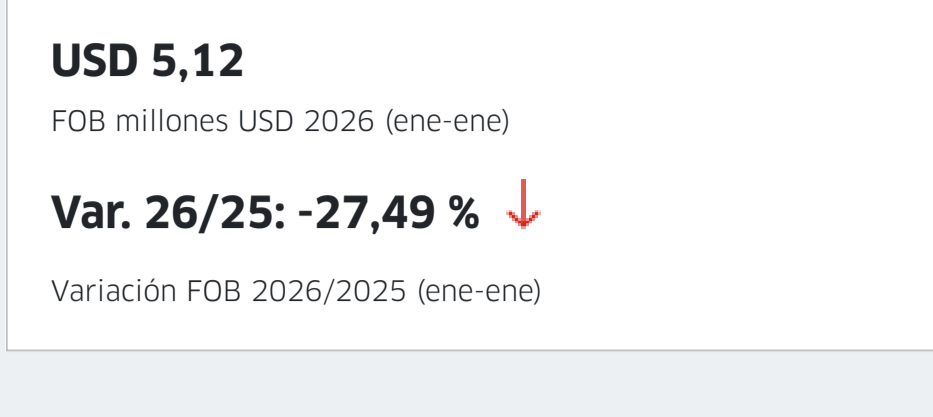 USD 5,12
FOB millones USD 2026 (ene-ene)
Var. 26/25: -27,49 %
Variación FOB 2026/2025 (ene-ene)